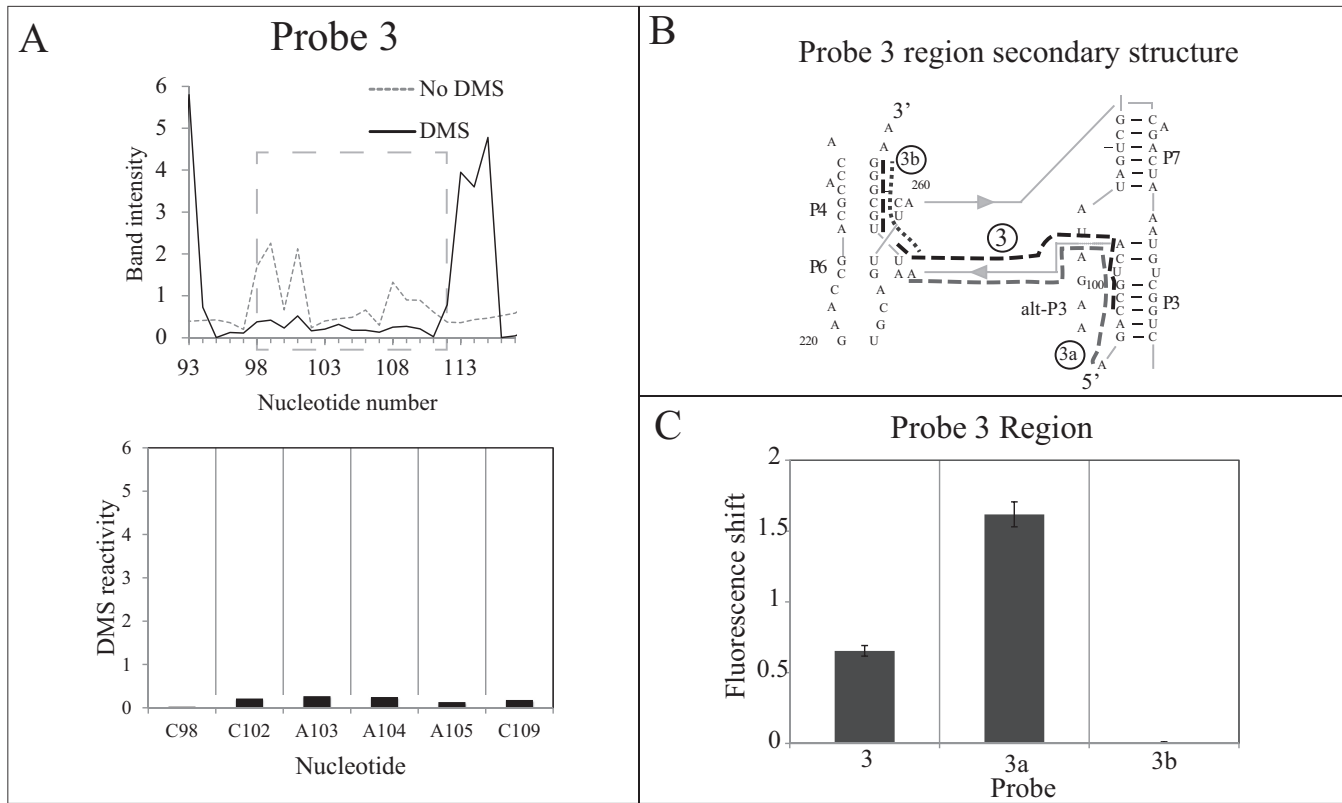 A
Probe 3
No DMS
DMS
Band intensity
6
5
4
3
2
1
0
93 98 103 108 113
Nucleotide number
DMS reactivity
6
5
4
3
2
1
0
C98 C102 A103 A104 A105 C109
Nucleotide
B
Probe 3 region secondary structure
3'
3b
260
P4
P6
220
3
alt-P3
100
3a
5'
P7
P3
C
Probe 3 Region
Fluorescence shift
2
1.5
1
0.5
0
3 3a 3b
Probe